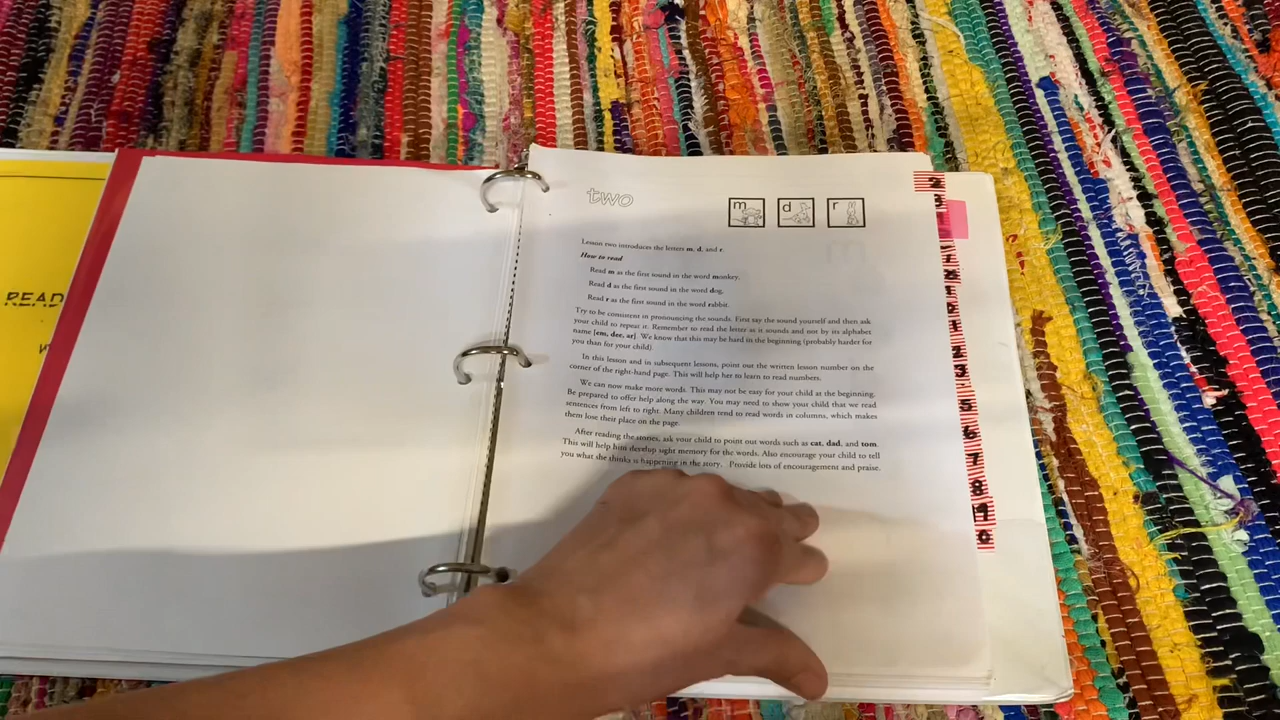 READ
two
m d r
Lesson two introduces the letters m, d, and r.
How to read
Read m as the first sound in the word monkey,
Read d as the first sound in the word dog,
Read r as the first sound in the word rabbit.
Try to be consistent in pronouncing the sounds. First say the sound yourself and then ask
your child to repeat it. Remember to read the letter as it sounds and not by its alphabet
name [em, dee, ar]. We know that this may be hard in the beginning (probably harder for
you than for your child).
In this lesson and in subsequent lessons, point out the written lesson number on the
corner of the right-hand page. This will help her to learn to read numbers.
We can now make more words. This may not be easy for your child at the beginning.
Be prepared to offer help along the way. You may need to show your child that we read
sentences from left to right. Many children tend to read words in columns, which makes
them lose their place on the page.
After reading the stories, ask your child to point out words such as cat, dad, and tom.
This will help him develop sight memory for the words. Also encourage your child to tell
you what she thinks is happening in the story. Provide lots of encouragement and praise.
2
2
3
5
6
7
8